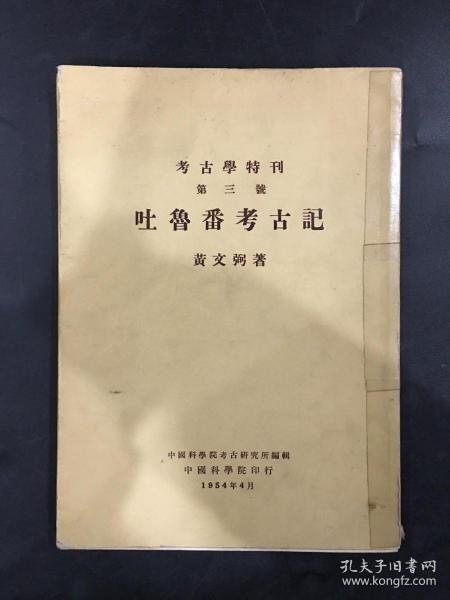 考古學特刊
第三號
吐魯番考古記
黃文弼著
中國科學院考古研究所編輯
中國科學院印行
1954年4月
孔夫子旧书网
www.kongfz.com